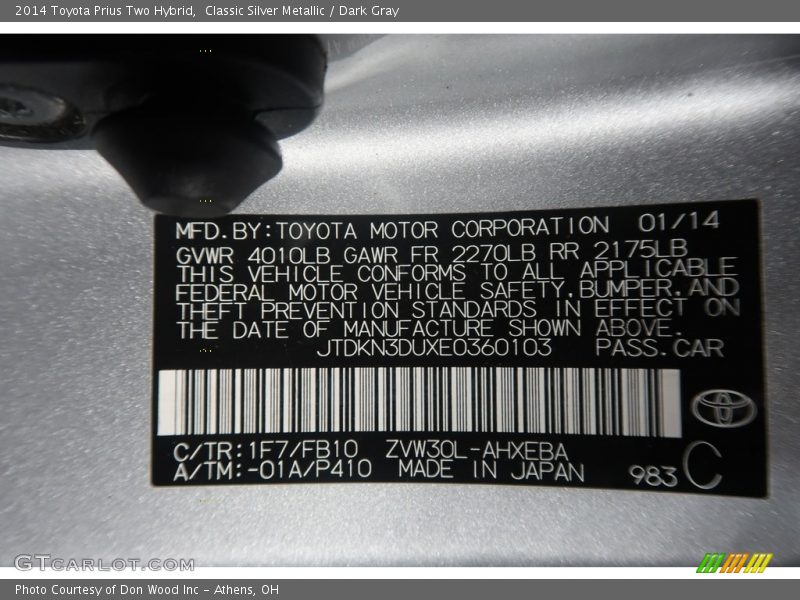 2014 Toyota Prius Two Hybrid,  Classic Silver Metallic / Dark Gray
MFD.BY:TOYOTA MOTOR CORPORATION 01/14
GVWR 4010LB GAWR FR 2270LB RR 2175LB
THIS VEHICLE CONFORMS TO ALL APPLICABLE
FEDERAL MOTOR VEHICLE SAFETY,BUMPER,AND
THEFT PREVENTION STANDARDS IN EFFECT ON
THE DATE OF MANUFACTURE SHOWN ABOVE.
JTDKN3DUXE0360103 PASS.CAR
C/TR:1F7/FB10 ZVW30L-AHXEBA
A/TM:-01A/P410 MADE IN JAPAN 983 C
GTcarlot.com
Photo Courtesy of Don Wood Inc - Athens, OH